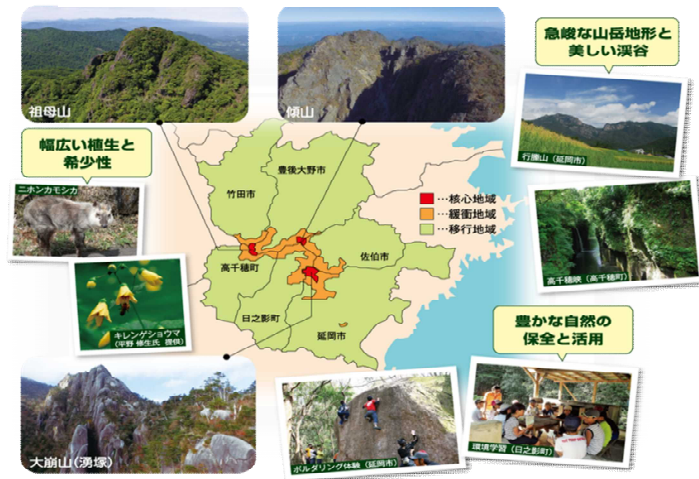 祖母山
傾山
急峻な山岳地形と
美しい渓谷
行縢山（延岡市）
幅広い植生と
希少性
ニホンカモシカ
竹田市
豊後大野市
…核心地域
…緩衝地域
…移行地域
高千穂町
佐伯市
高千穂峡（高千穂町）
キレンゲショウマ
（平野 修生氏 提供）
日之影町
延岡市
豊かな自然の
保全と活用
大崩山（湧塚）
ボルダリング体験（延岡市）
環境学習（日之影町）